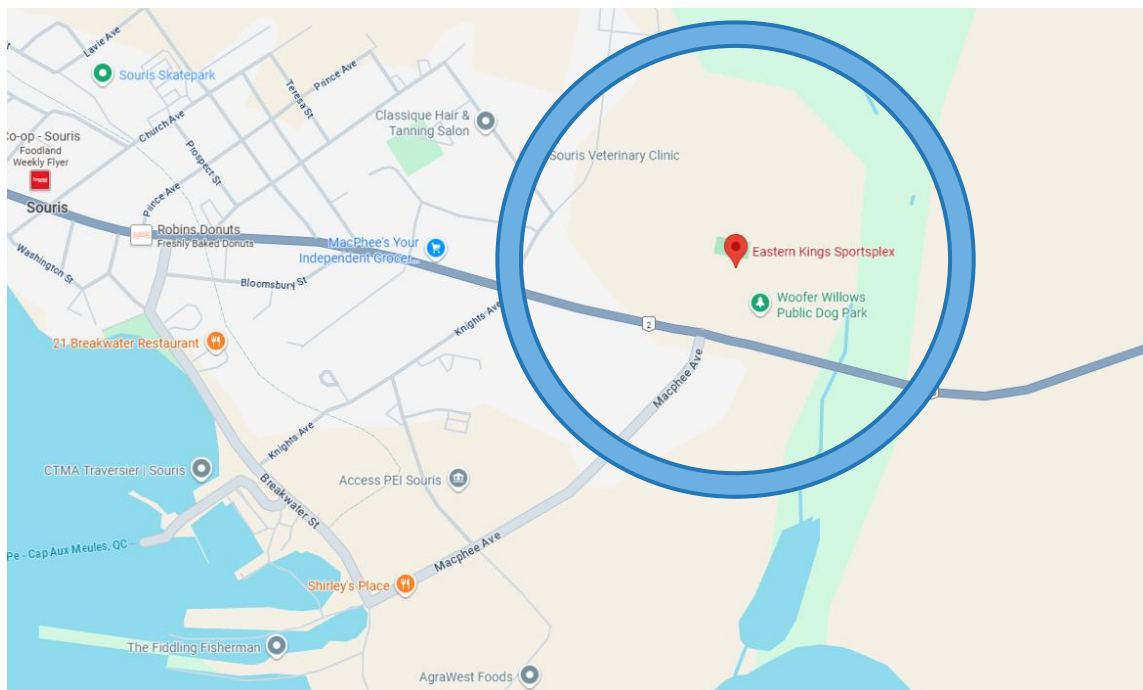 Lavie Ave
Souris Skatepark
Prince Ave
Teresa St
Church Ave
Classique Hair &
Tanning Salon
Co-op - Souris
Foodland
Weekly Flyer
Prospect St
Souris Veterinary Clinic
Prince Ave
Souris
Robins Donuts
Freshly Baked Donuts
MacPhee's Your
Independent Grocer...
Eastern Kings Sportsplex
Washington St
Bloomsbury St
Knights Ave
Woofer Willows
Public Dog Park
2
21 Breakwater Restaurant
Macphee Ave
Knights Ave
CTMA Traversier | Souris
Access PEI Souris
Breakwater St
Pe - Cap Aux Meules, QC
Macphee Ave
Shirley's Place
The Fiddling Fisherman
AgraWest Foods